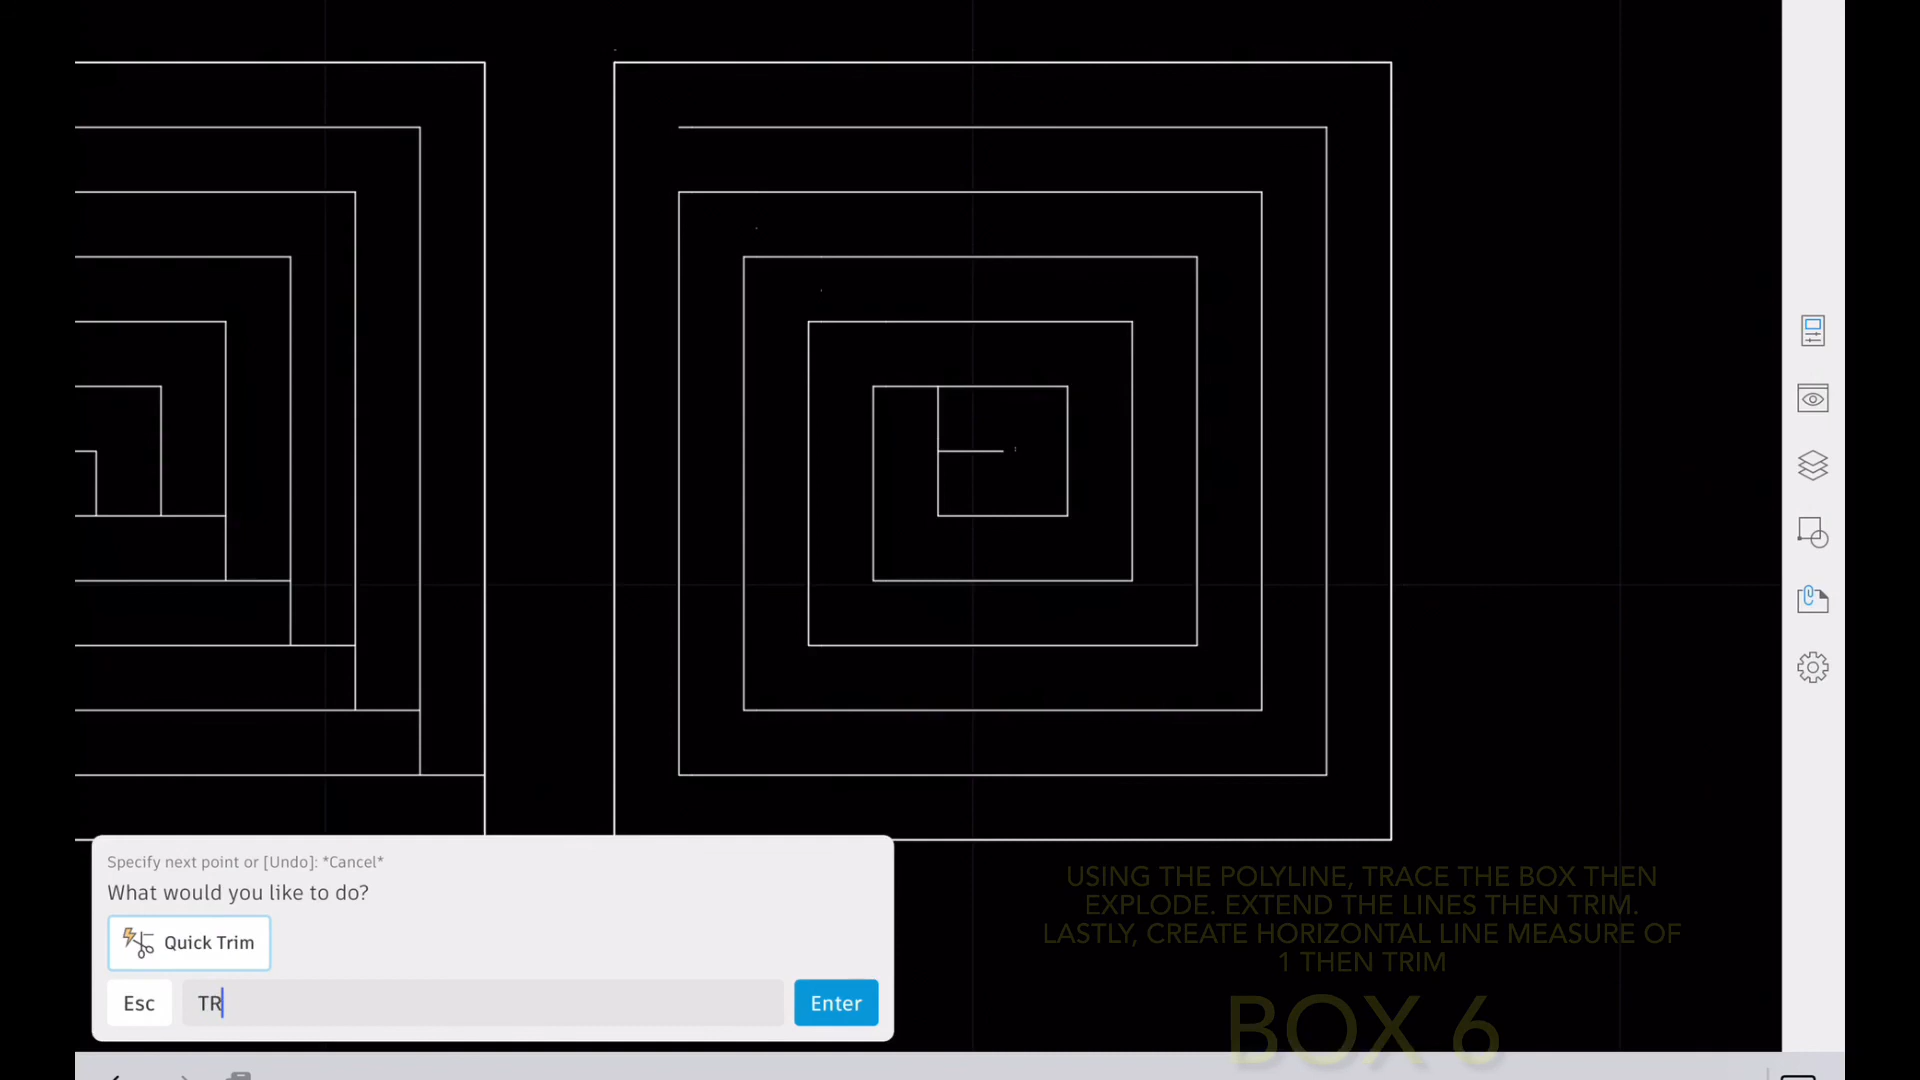 Specify next point or [Undo]: *Cancel*
What would you like to do?
Quick Trim
Esc
TR
Enter
USING THE POLYLINE, TRACE THE BOX THEN
EXPLODE. EXTEND THE LINES THEN TRIM.
LASTLY, CREATE HORIZONTAL LINE MEASURE OF
1 THEN TRIM
BOX 6